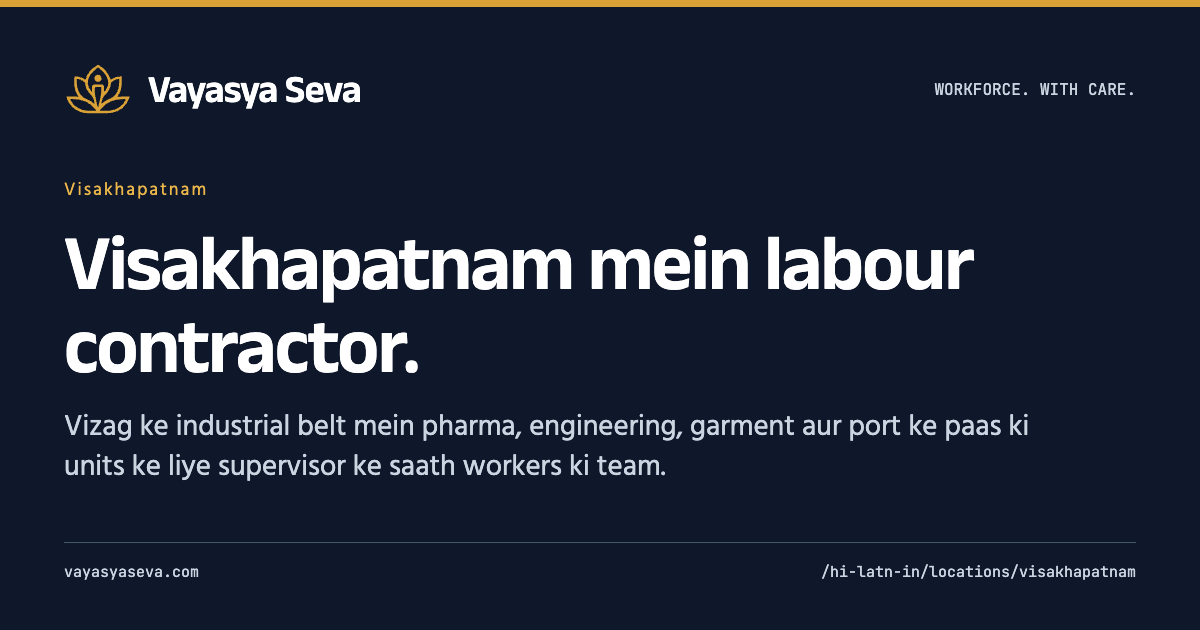 Vayasya Seva
WORKFORCE. WITH CARE.
Visakhapatnam
Visakhapatnam mein labour
contractor.
Vizag ke industrial belt mein pharma, engineering, garment aur port ke paas ki
units ke liye supervisor ke saath workers ki team.
vayasyaseva.com
/hi-latn-in/locations/visakhapatnam